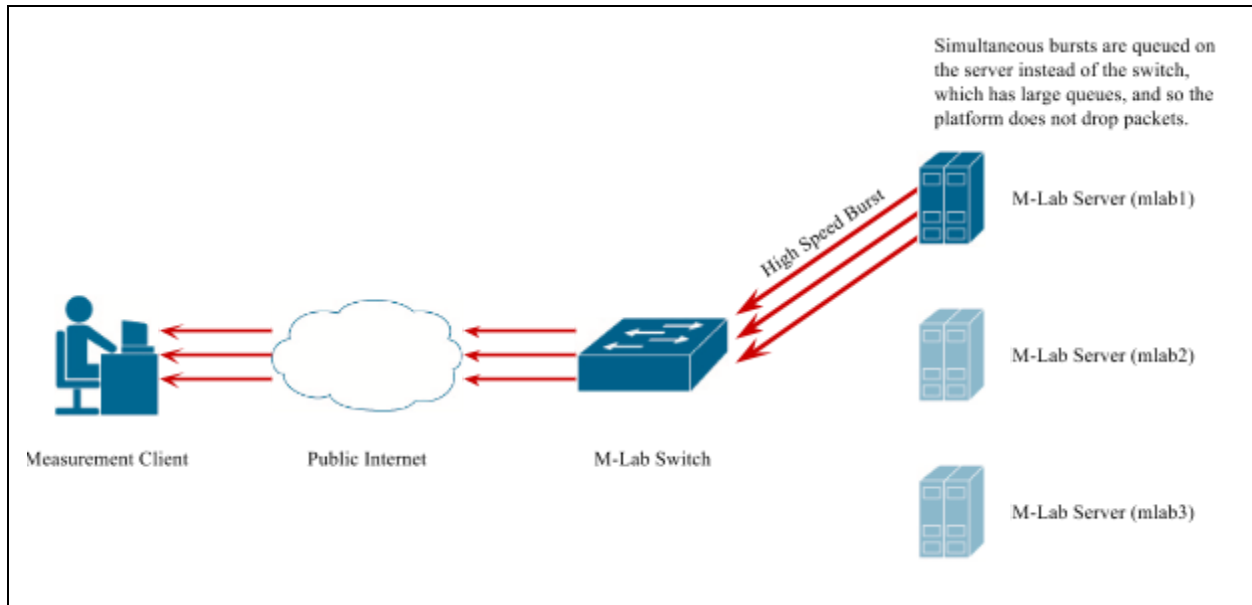 Simultaneous bursts are queued on
the server instead of the switch,
which has large queues, and so the
platform does not drop packets.
M-Lab Server (mlab1)
High Speed Burst
M-Lab Server (mlab2)
Measurement Client
Public Internet
M-Lab Switch
M-Lab Server (mlab3)